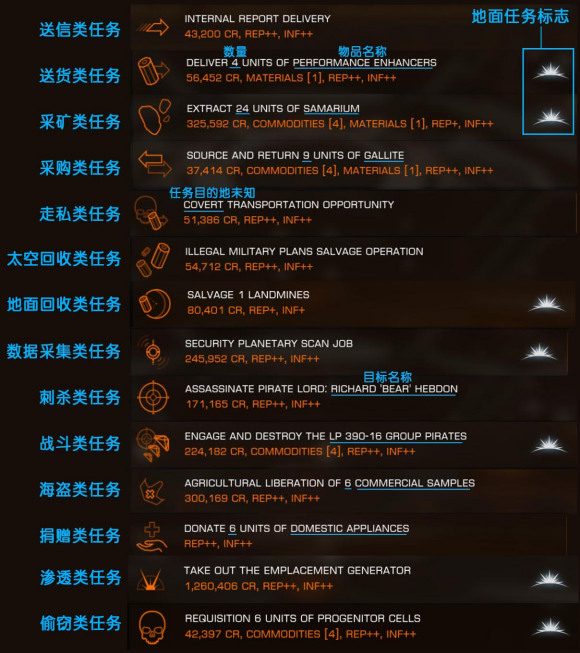 地面任务标志
送信类任务
INTERNAL REPORT DELIVERY
43,200 CR, REP++, INF++
数量
物品名称
送货类任务
DELIVER 4 UNITS OF PERFORMANCE ENHANCERS
56,452 CR, MATERIALS [1], REP++, INF++
采矿类任务
EXTRACT 24 UNITS OF SAMARIUM
325,592 CR, COMMODITIES [4], MATERIALS [1], REP+, INF++
采购类任务
SOURCE AND RETURN 9 UNITS OF GALLITE
37,414 CR, COMMODITIES [4], MATERIALS [1], REP++, INF++
任务目的地未知
走私类任务
COVERT TRANSPORTATION OPPORTUNITY
51,386 CR, REP++, INF++
太空回收类任务
ILLEGAL MILITARY PLANS SALVAGE OPERATION
54,712 CR, REP++, INF++
地面回收类任务
SALVAGE 1 LANDMINES
80,401 CR, REP+, INF+
数据采集类任务
SECURITY PLANETARY SCAN JOB
245,952 CR, REP++, INF++
目标名称
刺杀类任务
ASSASSINATE PIRATE LORD: RICHARD 'BEAR' HEBDON
171,165 CR, REP++, INF++
战斗类任务
ENGAGE AND DESTROY THE LP 390-16 GROUP PIRATES
224,182 CR, COMMODITIES [4], REP++, INF++
海盗类任务
AGRICULTURAL LIBERATION OF 6 COMMERCIAL SAMPLES
300,169 CR, REP++, INF++
捐赠类任务
DONATE 6 UNITS OF DOMESTIC APPLIANCES
REP++, INF++
渗透类任务
TAKE OUT THE EMPLACEMENT GENERATOR
1,260,406 CR, REP++, INF++
偷窃类任务
REQUISITION 6 UNITS OF PROGENITOR CELLS
42,397 CR, COMMODITIES [4], REP++, INF++